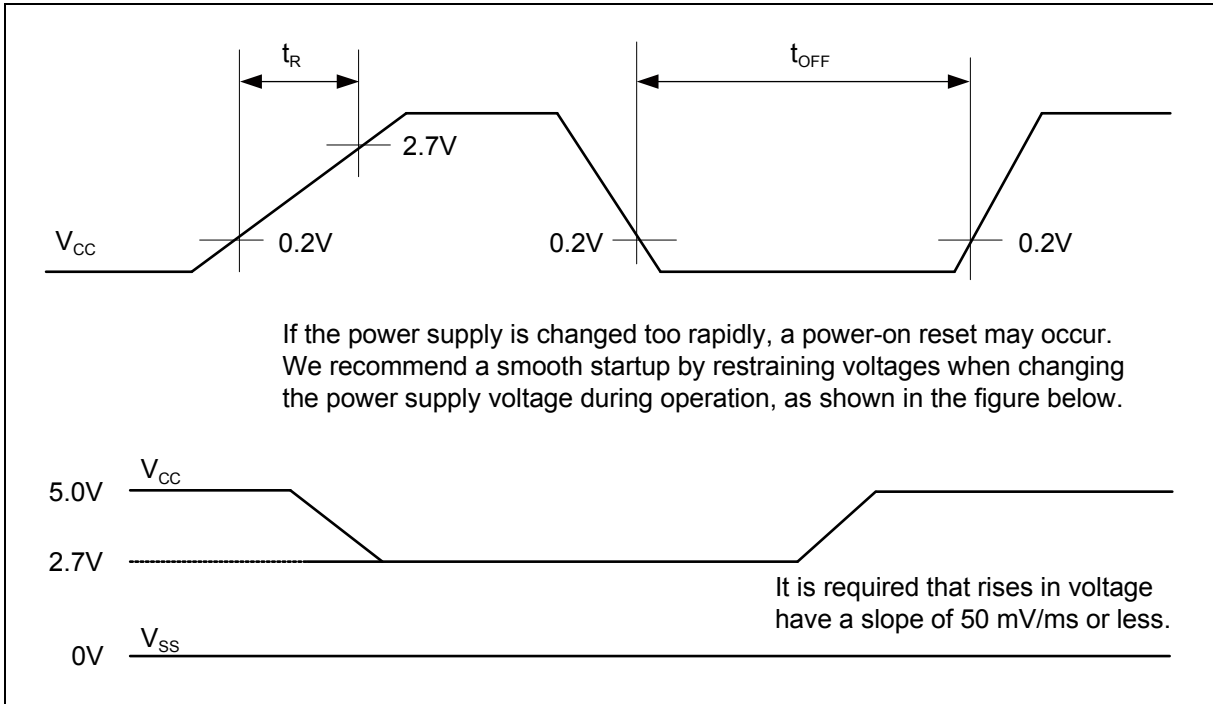 tR
tOFF
2.7V
VCC
0.2V
0.2V
0.2V
If the power supply is changed too rapidly, a power-on reset may occur.
We recommend a smooth startup by restraining voltages when changing
the power supply voltage during operation, as shown in the figure below.
VCC
5.0V
2.7V
It is required that rises in voltage
have a slope of 50 mV/ms or less.
VSS
0V